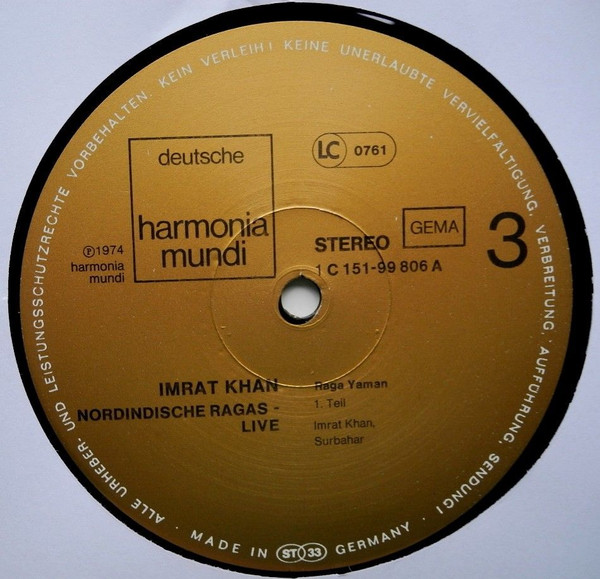 ALLE URHEBER- UND LEISTUNGSSCHUTZRECHTE VORBEHALTEN. KEIN VERLEIH! KEINE UNERLAUBTE VERVIELFÄLTIGUNG, VERBREITUNG, AUFFÜHRUNG, SENDUNG!
deutsche
harmonia
mundi
LC 0761
℗1974
harmonia
mundi
STEREO
GEMA
3
1 C 151-99 806 A
IMRAT KHAN
NORDINDISCHE RAGAS -
LIVE
Raga Yaman
1. Teil
Imrat Khan,
Surbahar
· MADE IN ST 33 GERMANY ·